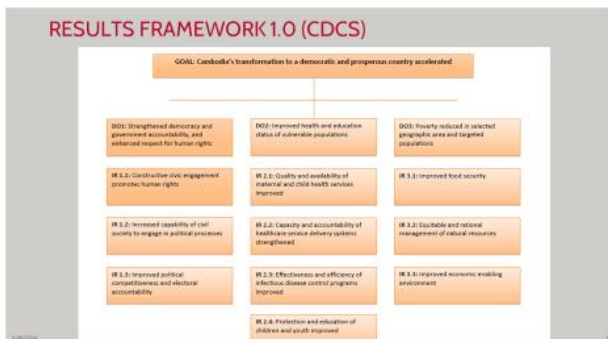 RESULTS FRAMEWORK 1.0 (CDCS)
GOAL: Cambodia's transformation to a democratic and prosperous country accelerated
DO1: Strengthened democracy and
government accountability, and
enhanced respect for human rights
DO2: Improved health and education
status of vulnerable populations
DO3: Poverty reduced in selected
geographic area and targeted
populations
IR 1.1: Constructive civic engagement
promotes human rights
IR 2.1: Quality and availability of
maternal and child health services
improved
IR 3.1: Improved food security
IR 1.2: Increased capability of civil
society to engage in political processes
IR 2.2: Capacity and accountability of
healthcare service delivery systems
strengthened
IR 3.2: Equitable and rational
management of natural resources
IR 1.3: Improved political
competitiveness and electoral
accountability
IR 2.3: Effectiveness and efficiency of
infectious disease control programs
improved
IR 3.3: Improved economic enabling
environment
IR 2.4: Protection and education of
children and youth improved